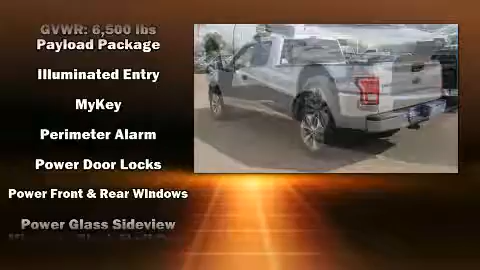 GVWR: 6,500 lbs
Payload Package
Illuminated Entry
MyKey
Perimeter Alarm
Power Door Locks
Power Front & Rear Windows
Power Glass Sideview